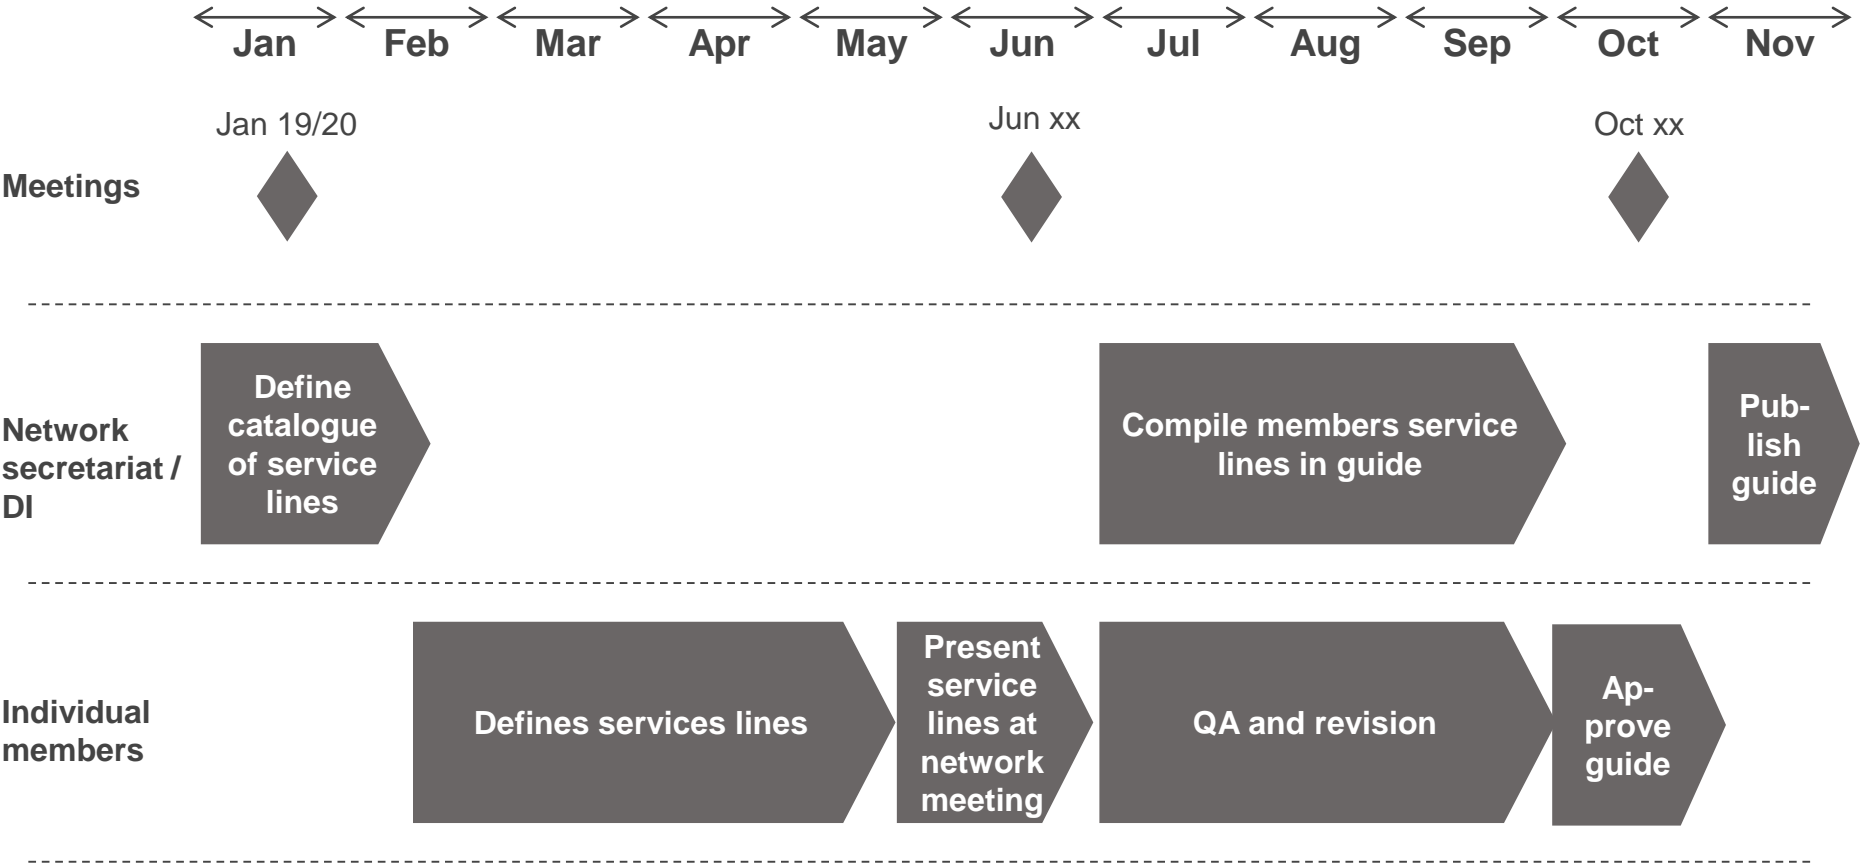 Jan Feb Mar Apr May Jun Jul Aug Sep Oct Nov
Jan 19/20
Jun xx
Oct xx
Meetings
Network
secretariat /
DI
Define
catalogue
of service
lines
Compile members service
lines in guide
Pub-
lish
guide
Individual
members
Defines services lines
Present
service
lines at
network
meeting
QA and revision
Ap-
prove
guide